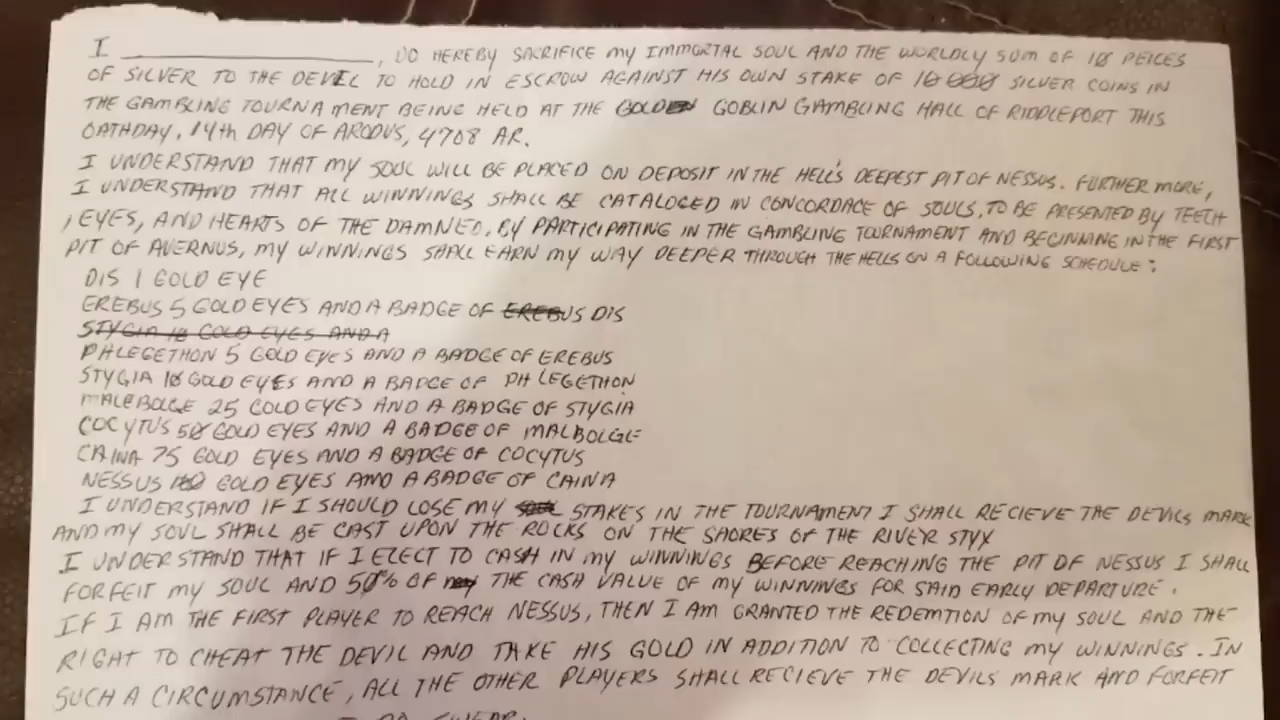 I ____________________, DO HEREBY SACRIFICE MY IMMORTAL SOUL AND THE WORLDLY SUM OF 10 PEICES
OF SILVER TO THE DEVIL TO HOLD IN ESCROW AGAINST HIS OWN STAKE OF 10 000 SILVER COINS IN
THE GAMBLING TOURNAMENT BEING HELD AT THE GOLDEN GOBLIN GAMBLING HALL OF RIDDLEPORT THIS
OATHDAY, 14th DAY OF ARODUS, 4708 AR.
I UNDERSTAND THAT MY SOUL WILL BE PLACED ON DEPOSIT IN THE HELL'S DEEPEST PIT OF NESSUS. FURTHER MORE,
I UNDERSTAND THAT ALL WINNINGS SHALL BE CATALOGED IN CONCORDACE OF SOULS, TO BE PRESENTED BY TEETH
, EYES, AND HEARTS OF THE DAMNED, BY PARTICIPATING IN THE GAMBLING TOURNAMENT AND BEGINNING IN THE FIRST
PIT OF AVERNUS, MY WINNINGS SHALL EARN MY WAY DEEPER THROUGH THE HELLS ON A FOLLOWING SCHEDULE:
DIS 1 GOLD EYE
EREBUS 5 GOLD EYES AND A BADGE OF EREBUS DIS
STYGIA 10 GOLD EYES AND A
PHLEGETHON 5 GOLD EYES AND A BADGE OF EREBUS
STYGIA 10 GOLD EYES AND A BADGE OF PHLEGETHON
MALEBOLGE 25 GOLD EYES AND A BADGE OF STYGIA
COCYTUS 50 GOLD EYES AND A BADGE OF MALBOLGE
CAINA 75 GOLD EYES AND A BADGE OF COCYTUS
NESSUS 100 GOLD EYES AND A BADGE OF CAINA
I UNDERSTAND IF I SHOULD LOSE MY STAKES IN THE TOURNAMENT I SHALL RECIEVE THE DEVILS MARK
AND MY SOUL SHALL BE CAST UPON THE ROCKS ON THE SHORES OF THE RIVER STYX
I UNDERSTAND THAT IF I ELECT TO CASH IN MY WINNINGS BEFORE REACHING THE PIT OF NESSUS I SHALL
FORFEIT MY SOUL AND 50% OF MY THE CASH VALUE OF MY WINNINGS FOR SAID EARLY DEPARTURE.
IF I AM THE FIRST PLAYER TO REACH NESSUS, THEN I AM GRANTED THE REDEMTION OF MY SOUL AND THE
RIGHT TO CHEAT THE DEVIL AND TAKE HIS GOLD IN ADDITION TO COLLECTING MY WINNINGS. IN
SUCH A CIRCUMSTANCE, ALL THE OTHER PLAYERS SHALL RECIEVE THE DEVILS MARK AND FORFEIT